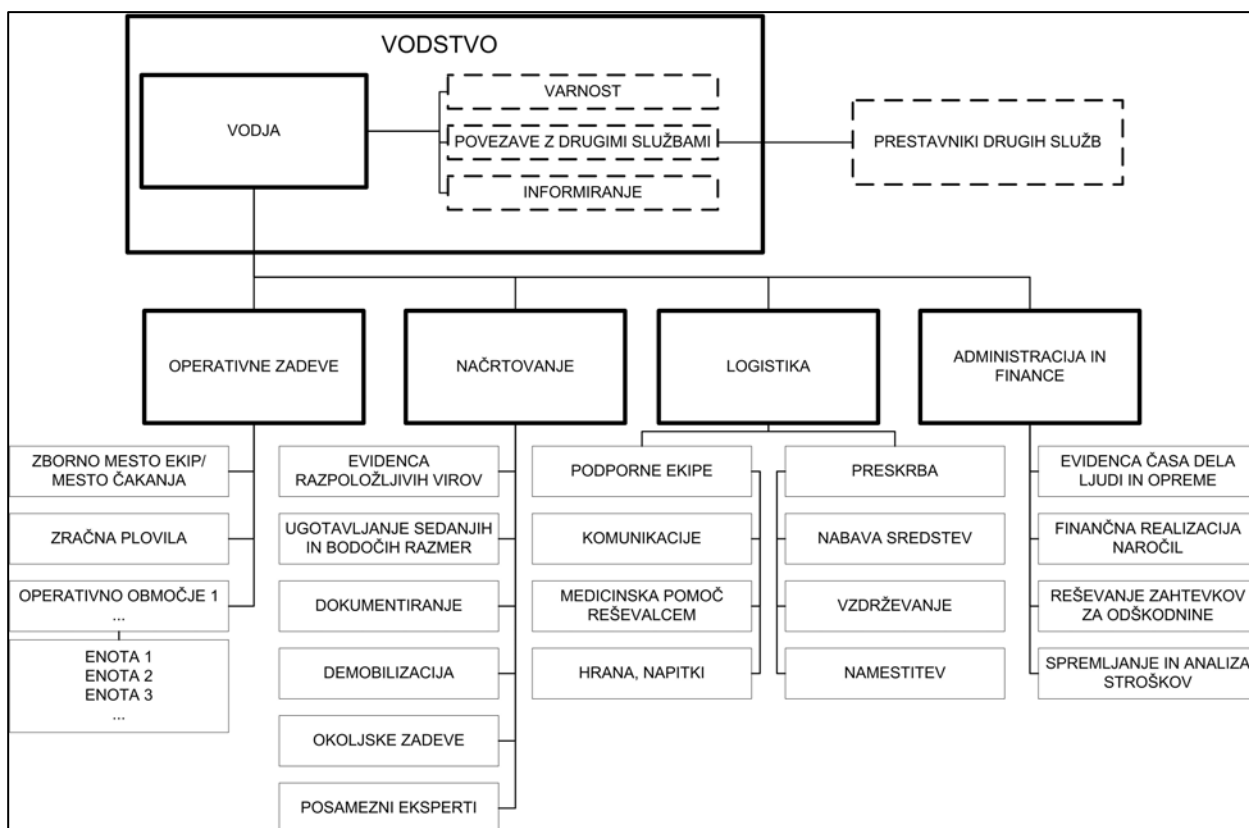 VODSTVO
VODJA
VARNOST
POVEZAVE Z DRUGIMI SLUŽBAMI
INFORMIRANJE
PRESTAVNIKI DRUGIH SLUŽB
OPERATIVNE ZADEVE
NAČRTOVANJE
LOGISTIKA
ADMINISTRACIJA IN
FINANCE
ZBORNO MESTO EKIP/
MESTO ČAKANJA
ZRAČNA PLOVILA
OPERATIVNO OBMOČJE 1
...
ENOTA 1
ENOTA 2
ENOTA 3
...
EVIDENCA
RAZPOLOŽLJIVIH VIROV
UGOTAVLJANJE SEDANJIH
IN BODOČIH RAZMER
DOKUMENTIRANJE
DEMOBILIZACIJA
OKOLJSKE ZADEVE
POSAMEZNI EKSPERTI
PODPORNE EKIPE
KOMUNIKACIJE
MEDICINSKA POMOČ
REŠEVALCEM
HRANA, NAPITKI
PRESKRBA
NABAVA SREDSTEV
VZDRŽEVANJE
NAMESTITEV
EVIDENCA ČASA DELA
LJUDI IN OPREME
FINANČNA REALIZACIJA
NAROČIL
REŠEVANJE ZAHTEVKOV
ZA ODŠKODNINE
SPREMLJANJE IN ANALIZA
STROŠKOV